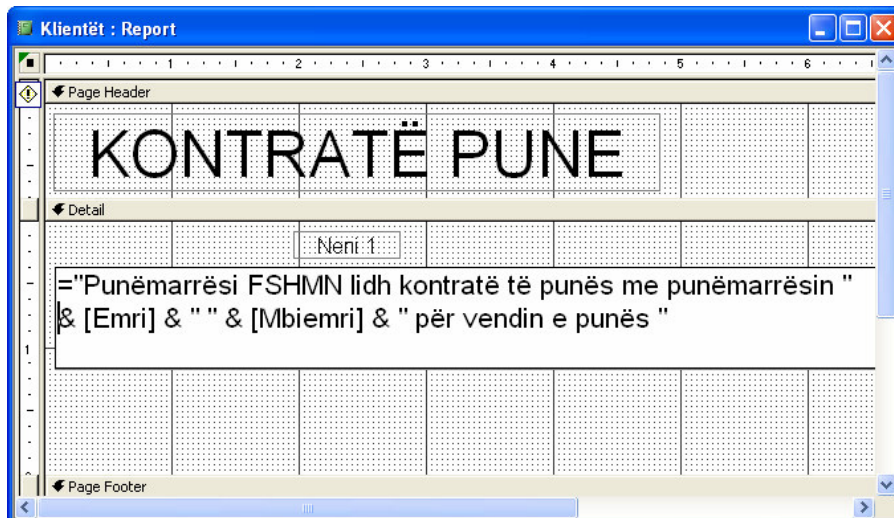 Klientët : Report
1 2 3 4 5 6
Page Header
KONTRATË PUNE
Detail
Neni 1
="Punëmarrësi FSHMN lidh kontratë të punës me punëmarrësin "
& [Emri] & " " & [Mbiemri] & " për vendin e punës "
1
Page Footer